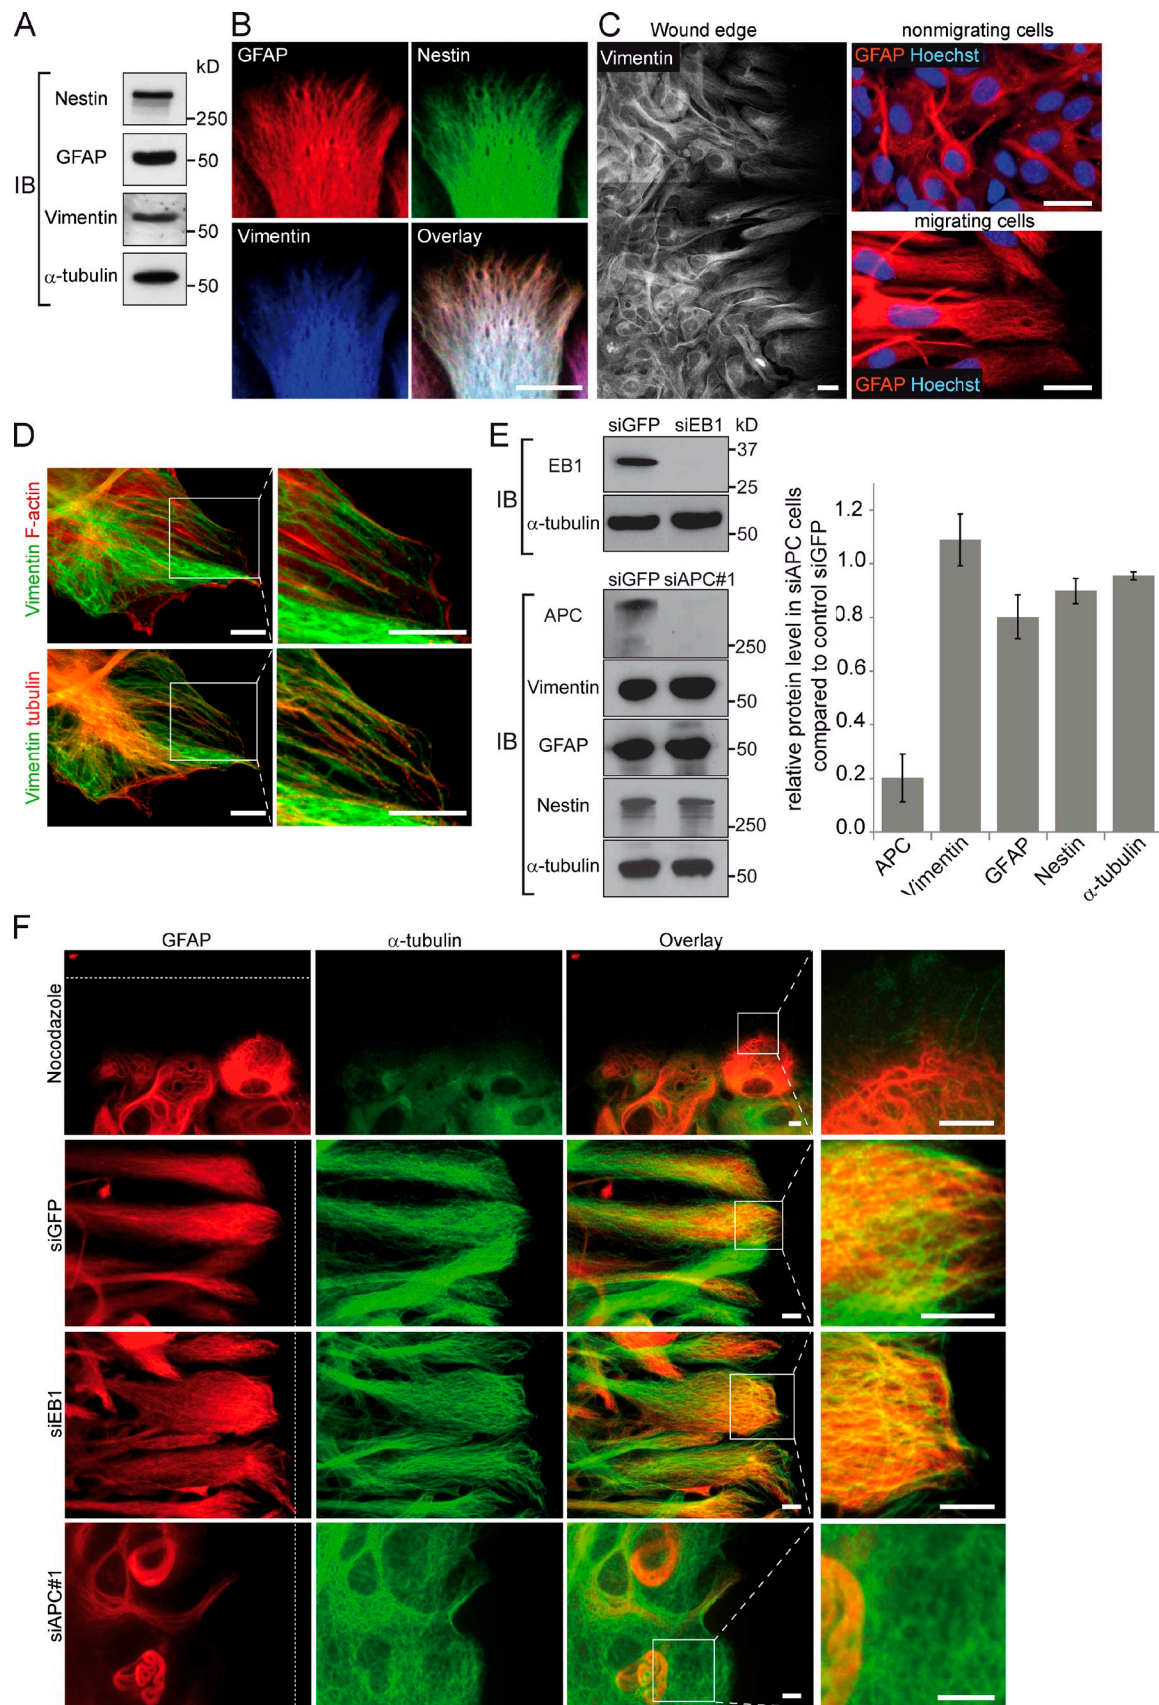 A
kD
IB
Nestin
250
GFAP
50
Vimentin
50
α-tubulin
50
B
GFAP
Nestin
Vimentin
Overlay
C
Wound edge
Vimentin
nonmigrating cells
GFAP Hoechst
migrating cells
GFAP Hoechst
D
Vimentin F-actin
Vimentin tubulin
E
siGFP siEB1 kD
IB
EB1
37
25
α-tubulin
50
siGFP siAPC#1
IB
APC
250
Vimentin
50
GFAP
50
Nestin
250
α-tubulin
50
relative protein level in siAPC cells
compared to control siGFP
1.2
1.0
0.8
0.6
0.4
0.2
0.0
APC
Vimentin
GFAP
Nestin
α-tubulin
F
GFAP
α-tubulin
Overlay
Nocodazole
siGFP
siEB1
siAPC#1